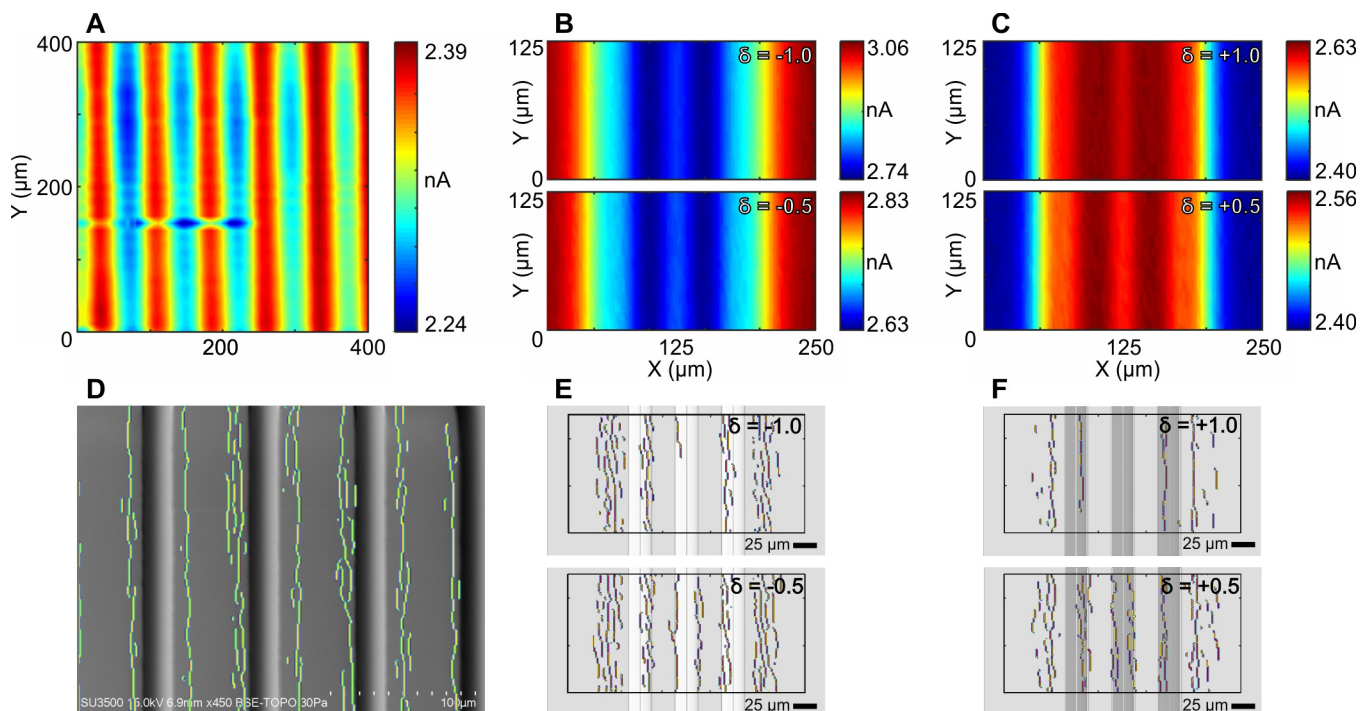 A
400
Y (µm)
200
0
0
200
400
2.39
nA
2.24
B
125
Y (µm)
0
δ = -1.0
3.06
nA
2.74
125
Y (µm)
0
δ = -0.5
0
125
250
X (µm)
2.83
nA
2.63
C
125
Y (µm)
0
δ = +1.0
2.63
nA
2.40
125
Y (µm)
0
δ = +0.5
0
125
250
X (µm)
2.56
nA
2.40
D
SU3500 15.0kV 6.9mm x450 BSE-TOPO 30Pa
100µm
E
δ = -1.0
25 µm
δ = -0.5
25 µm
F
δ = +1.0
25 µm
δ = +0.5
25 µm